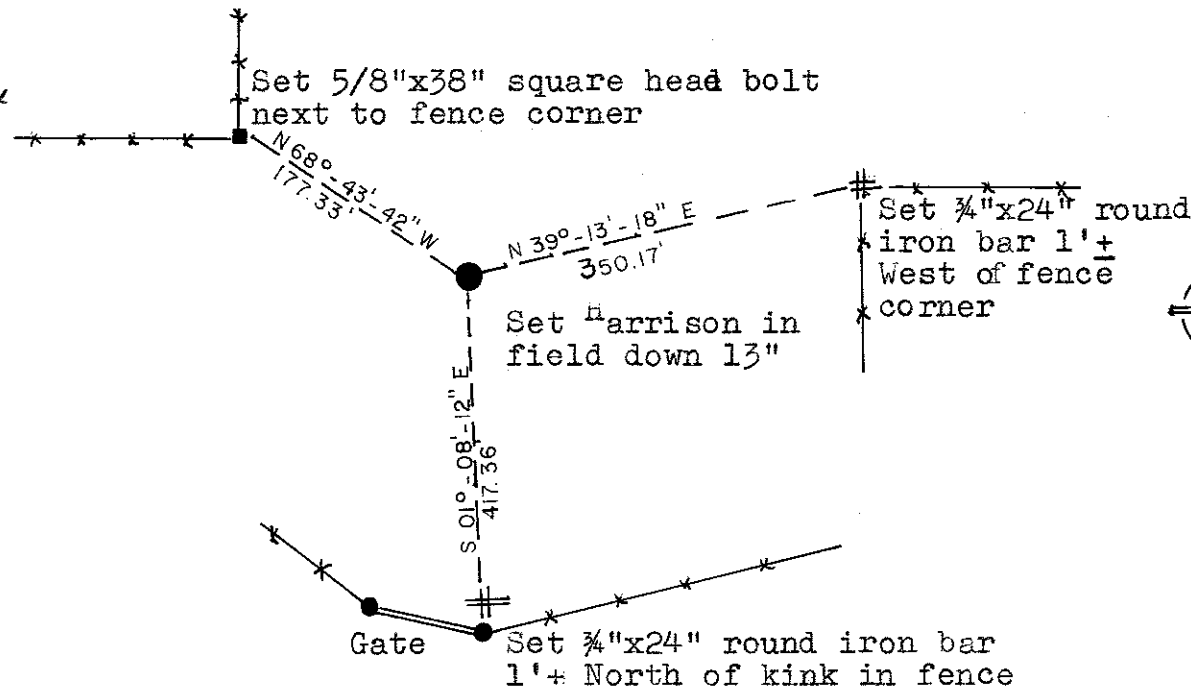 Set 5/8"x38" square head bolt
next to fence corner
N 68°-43'-42" W
177.33'
N 39°-13'-18" E
350.17'
Set ¾"x24" round
iron bar 1'±
West of fence
corner
Set Harrison in
field down 13"
S 01°-08'-12" E
417.36
Gate
Set ¾"x24" round iron bar
1'± North of kink in fence